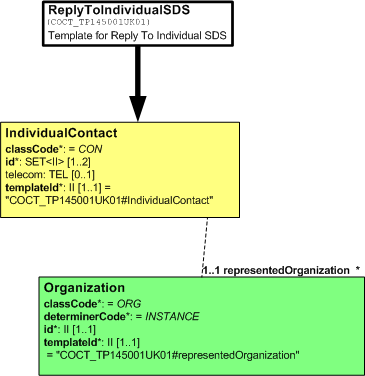 ReplyToIndividualSDS
(COCT_TP145001UK01)
Template for Reply To Individual SDS
IndividualContact
classCode*: = CON
id*: SET<II> [1..2]
telecom: TEL [0..1]
templateId*: II [1..1] =
"COCT_TP145001UK01#IndividualContact"
1..1 representedOrganization *
Organization
classCode*: = ORG
determinerCode*: = INSTANCE
id*: II [1..1]
templateId*: II [1..1]
= "COCT_TP145001UK01#representedOrganization"